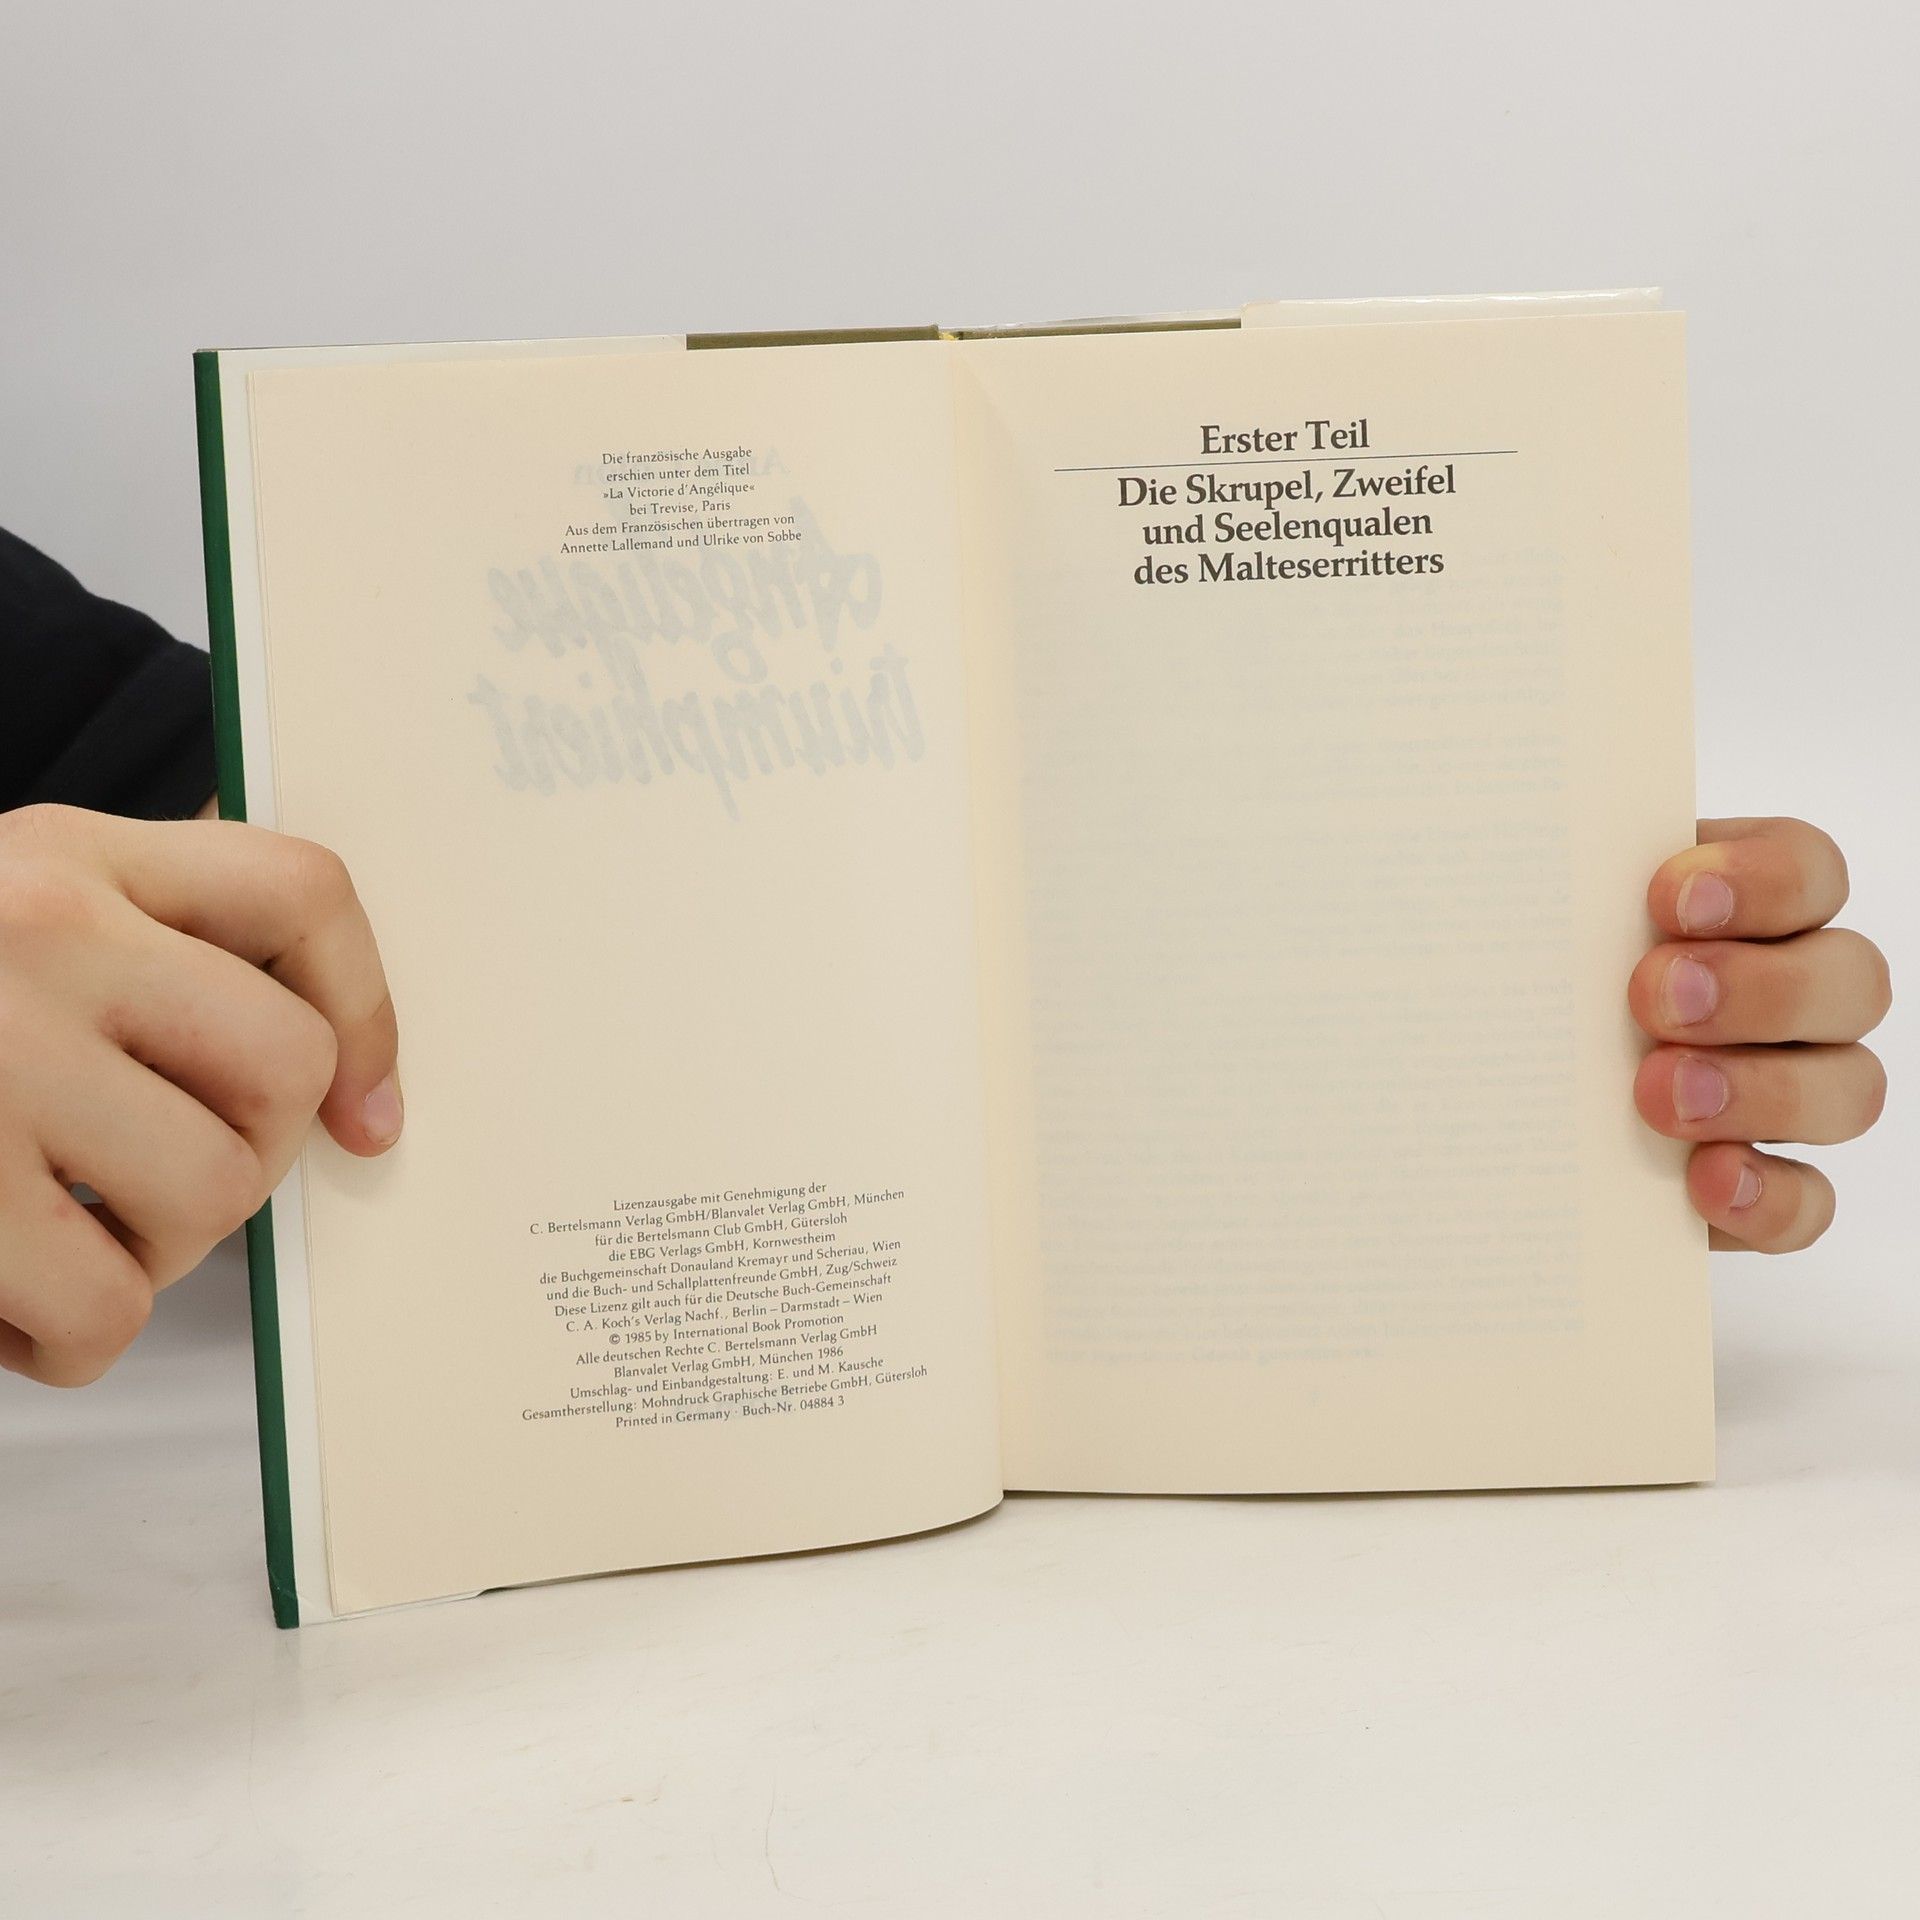 Die französische Ausgabe
erschien unter dem Titel
»La Victorie d'Angélique«
bei Trevise, Paris
Aus dem Französischen übertragen von
Annette Lallemand und Ulrike von Sobbe
Angélique
triumphiert
Lizenzausgabe mit Genehmigung der
C. Bertelsmann Verlag GmbH/Blanvalet Verlag GmbH, München
für die Bertelsmann Club GmbH, Gütersloh
die EBG Verlags GmbH, Kornwestheim
die Buchgemeinschaft Donauland Kremayr und Scheriau, Wien
und die Buch- und Schallplattenfreunde GmbH, Zug/Schweiz
Diese Lizenz gilt auch für die Deutsche Buch-Gemeinschaft
C. A. Koch's Verlag Nachf., Berlin – Darmstadt – Wien
© 1985 by International Book Promotion
Alle deutschen Rechte C. Bertelsmann Verlag GmbH
Blanvalet Verlag GmbH, München 1986
Umschlag- und Einbandgestaltung: E. und M. Kausche
Gesamtherstellung: Mohndruck Graphische Betriebe GmbH, Gütersloh
Printed in Germany · Buch-Nr. 04884 3
Erster Teil
Die Skrupel, Zweifel
und Seelenqualen
des Malteserritters